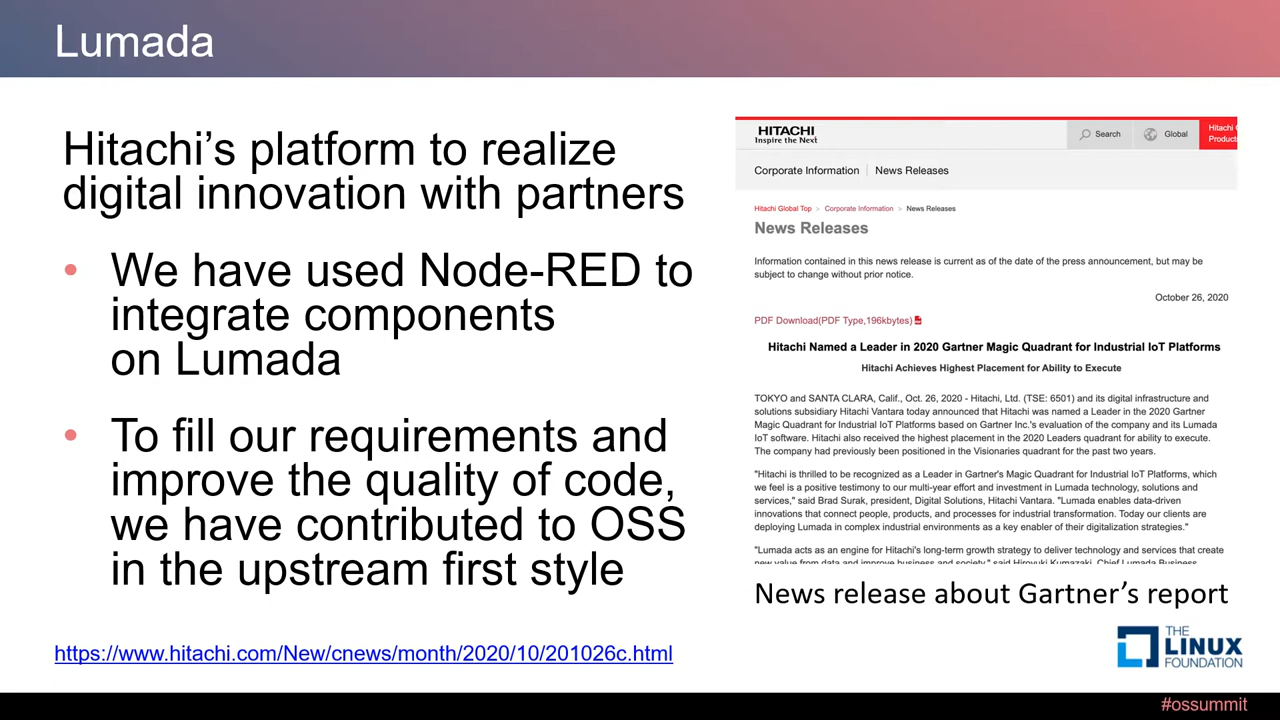 Lumada
Hitachi’s platform to realize
digital innovation with partners
• We have used Node-RED to
integrate components
on Lumada
• To fill our requirements and
improve the quality of code,
we have contributed to OSS
in the upstream first style
https://www.hitachi.com/New/cnews/month/2020/10/201026c.html
HITACHI
Inspire the Next
Search
Global
Hitachi
Produc
Corporate Information | News Releases
Hitachi Global Top > Corporate Information > News Releases
News Releases
Information contained in this news release is current as of the date of the press announcement, but may be
subject to change without prior notice.
October 26, 2020
PDF Download(PDF Type,196kbytes)
Hitachi Named a Leader in 2020 Gartner Magic Quadrant for Industrial IoT Platforms
Hitachi Achieves Highest Placement for Ability to Execute
TOKYO and SANTA CLARA, Calif., Oct. 26, 2020 - Hitachi, Ltd. (TSE: 6501) and its digital infrastructure and
solutions subsidiary Hitachi Vantara today announced that Hitachi was named a Leader in the 2020 Gartner
Magic Quadrant for Industrial IoT Platforms based on Gartner Inc.'s evaluation of the company and its Lumada
IoT software. Hitachi also received the highest placement in the 2020 Leaders quadrant for ability to execute.
The company had previously been positioned in the Visionaries quadrant for the past two years.
"Hitachi is thrilled to be recognized as a Leader in Gartner's Magic Quadrant for Industrial IoT Platforms, which
we feel is a positive testimony to our multi-year effort and investment in Lumada technology, solutions and
services," said Brad Surak, president, Digital Solutions, Hitachi Vantara. "Lumada enables data-driven
innovations that connect people, products, and processes for industrial transformation. Today our clients are
deploying Lumada in complex industrial environments as a key enabler of their digitalization strategies."
"Lumada acts as an engine for Hitachi's long-term growth strategy to deliver technology and services that create
new value from data and improve business and society," said Hiroyuki Kumazaki, Chief Lumada Business
News release about Gartner’s report
THE
LINUX
FOUNDATION
#ossummit